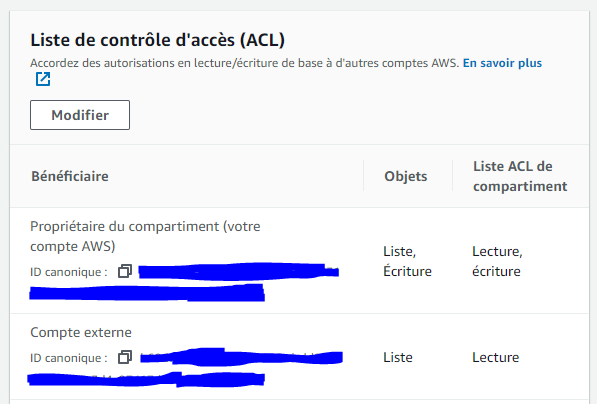 Liste de contrôle d'accès (ACL)
Accordez des autorisations en lecture/écriture de base à d'autres comptes AWS. En savoir plus
Modifier
Bénéficiaire
Objets
Liste ACL de
compartiment
Propriétaire du compartiment (votre
compte AWS)
ID canonique :
Liste,
Écriture
Lecture,
écriture
Compte externe
ID canonique :
Liste
Lecture